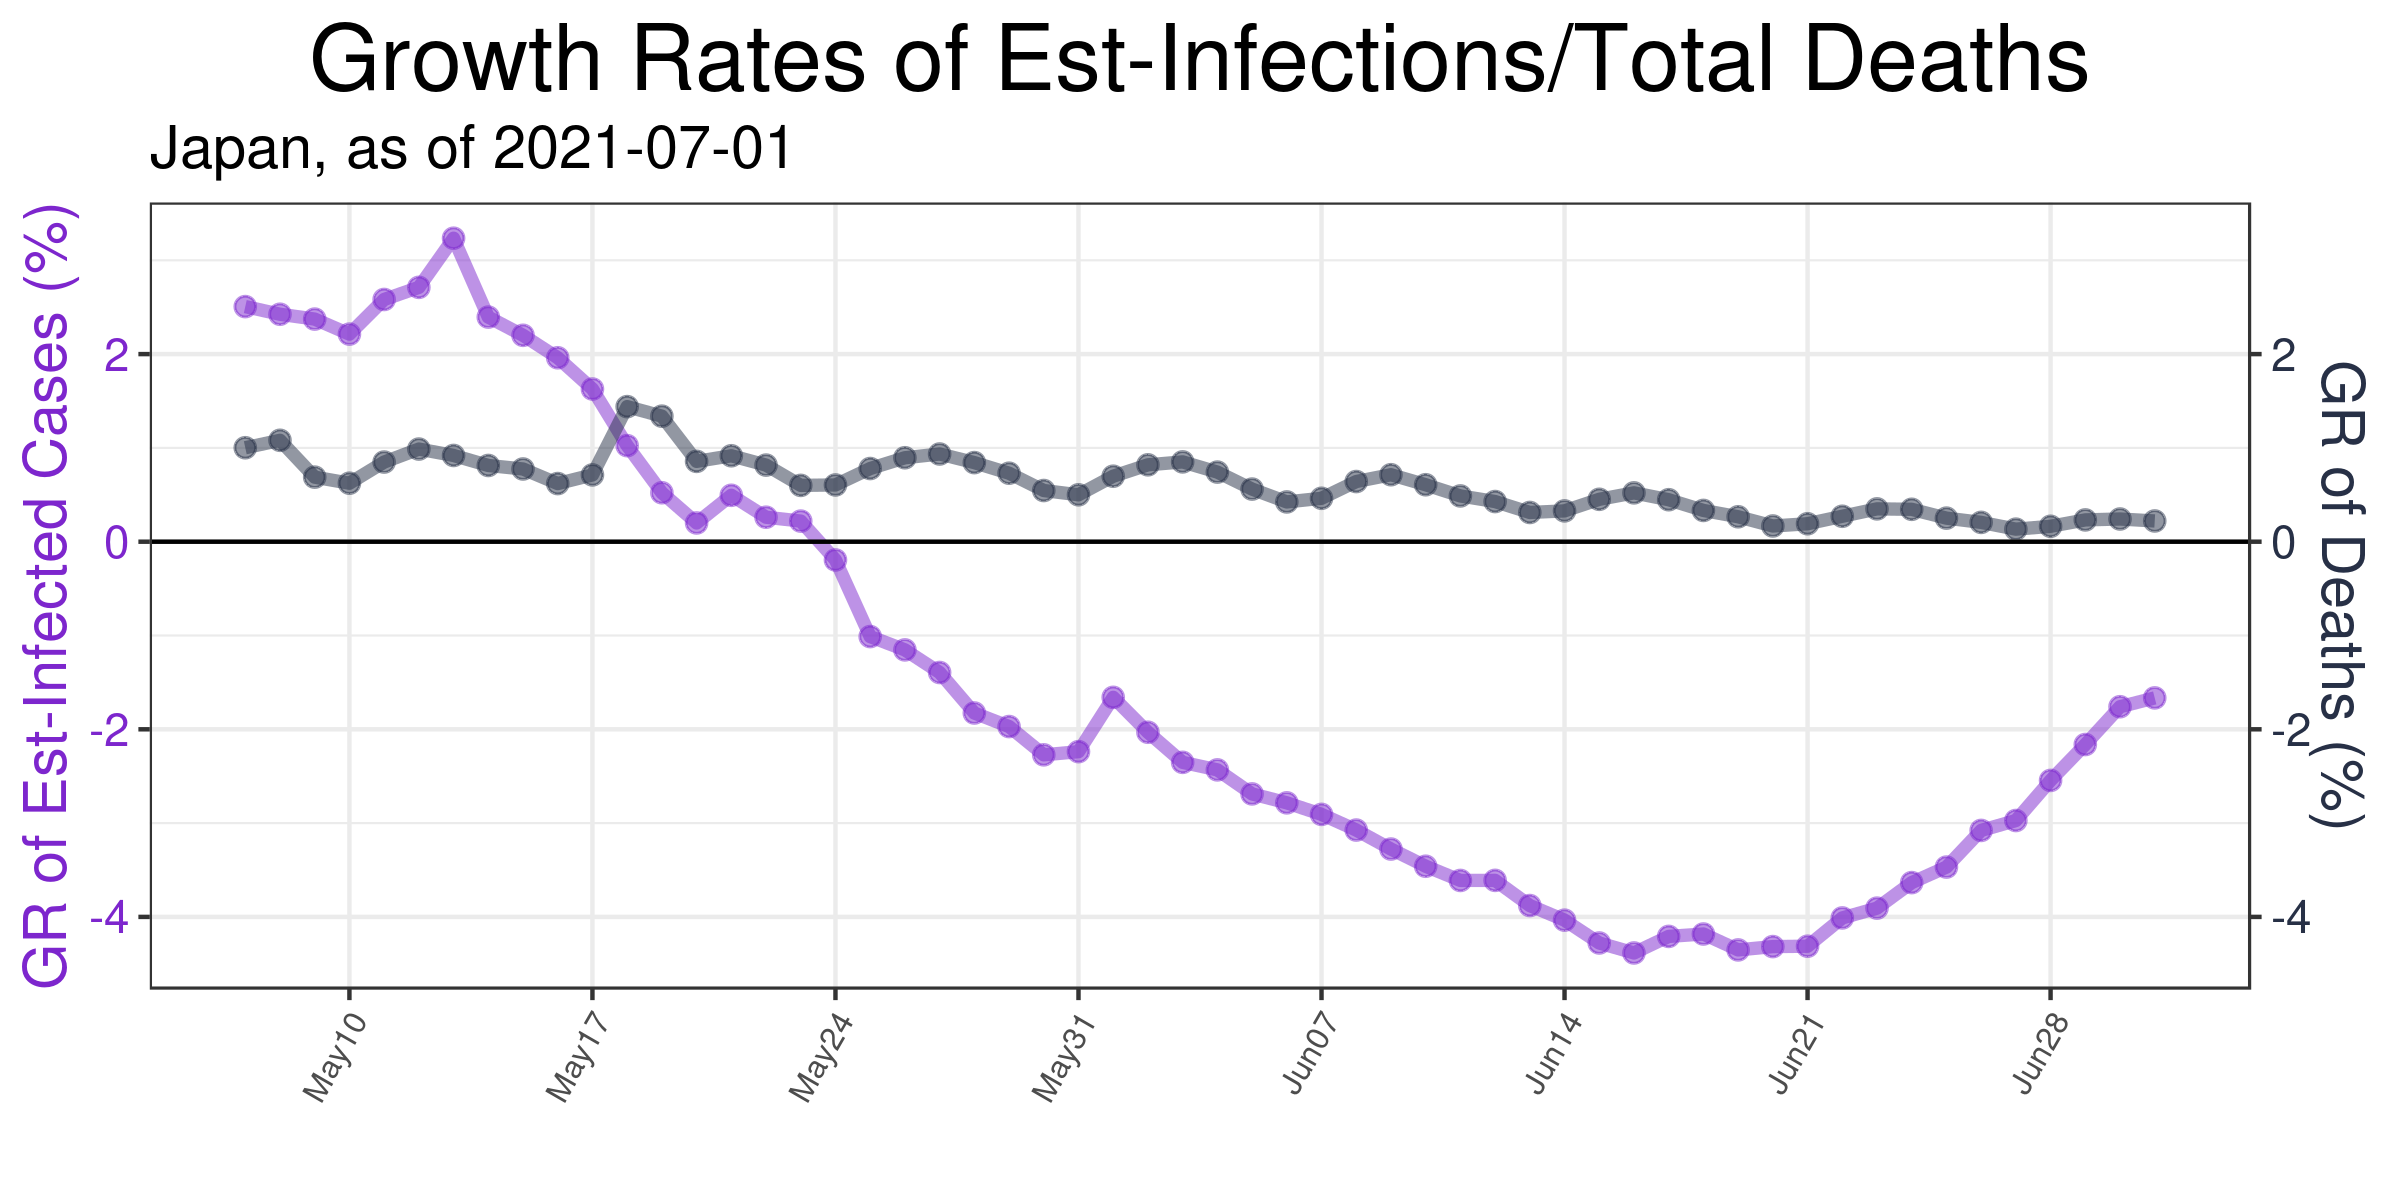 Growth Rates of Est-Infections/Total Deaths
Japan, as of 2021-07-01
GR of Est-Infected Cases (%)
2
0
-2
-4
2
0
-2
-4
GR of Deaths (%)
May10
May17
May24
May31
Jun07
Jun14
Jun21
Jun28